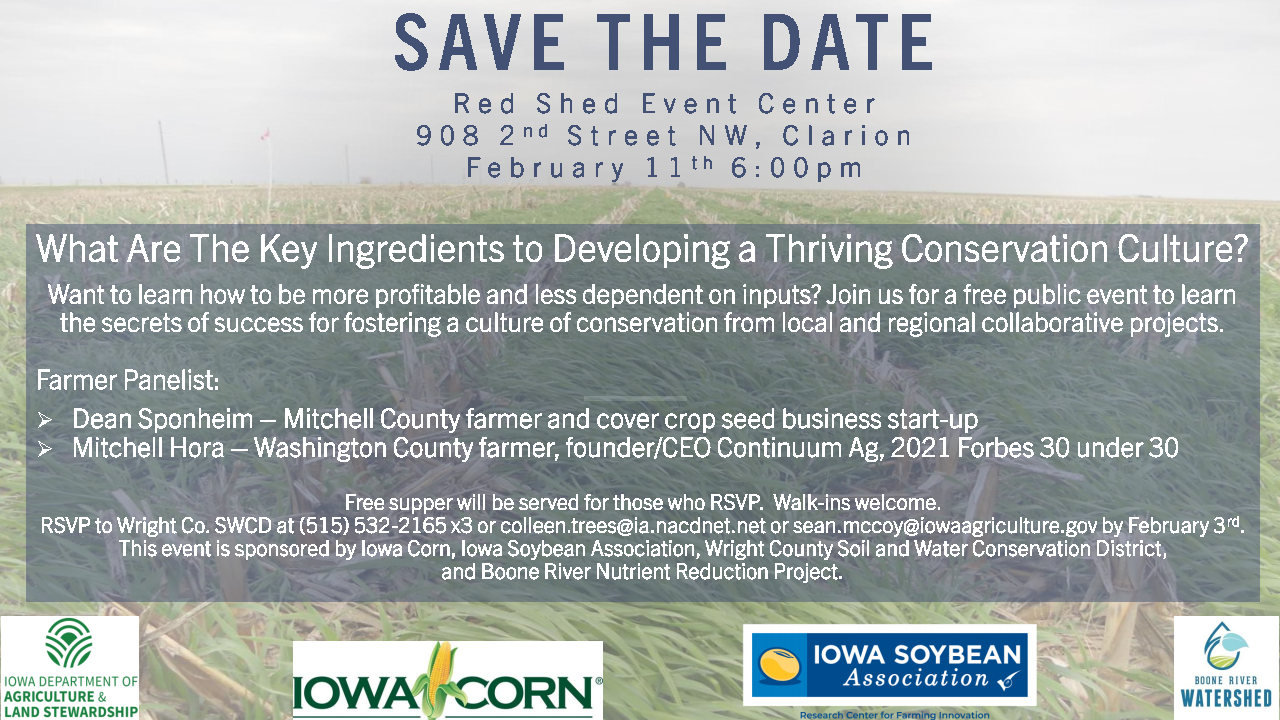 SAVE THE DATE
Red Shed Event Center
908 2nd Street NW, Clarion
February 11th 6:00pm
What Are The Key Ingredients to Developing a Thriving Conservation Culture?
Want to learn how to be more profitable and less dependent on inputs? Join us for a free public event to learn
the secrets of success for fostering a culture of conservation from local and regional collaborative projects.
Farmer Panelist:
➢ Dean Sponheim – Mitchell County farmer and cover crop seed business start-up
➢ Mitchell Hora – Washington County farmer, founder/CEO Continuum Ag, 2021 Forbes 30 under 30
Free supper will be served for those who RSVP. Walk-ins welcome.
RSVP to Wright Co. SWCD at (515) 532-2165 x3 or colleen.trees@ia.nacdnet.net or sean.mccoy@iowaagriculture.gov by February 3rd.
This event is sponsored by Iowa Corn, Iowa Soybean Association, Wright County Soil and Water Conservation District,
and Boone River Nutrient Reduction Project.
IOWA DEPARTMENT OF
AGRICULTURE &
LAND STEWARDSHIP
IOWA CORN®
IOWA SOYBEAN
Association
Research Center for Farming Innovation
BOONE RIVER
WATERSHED